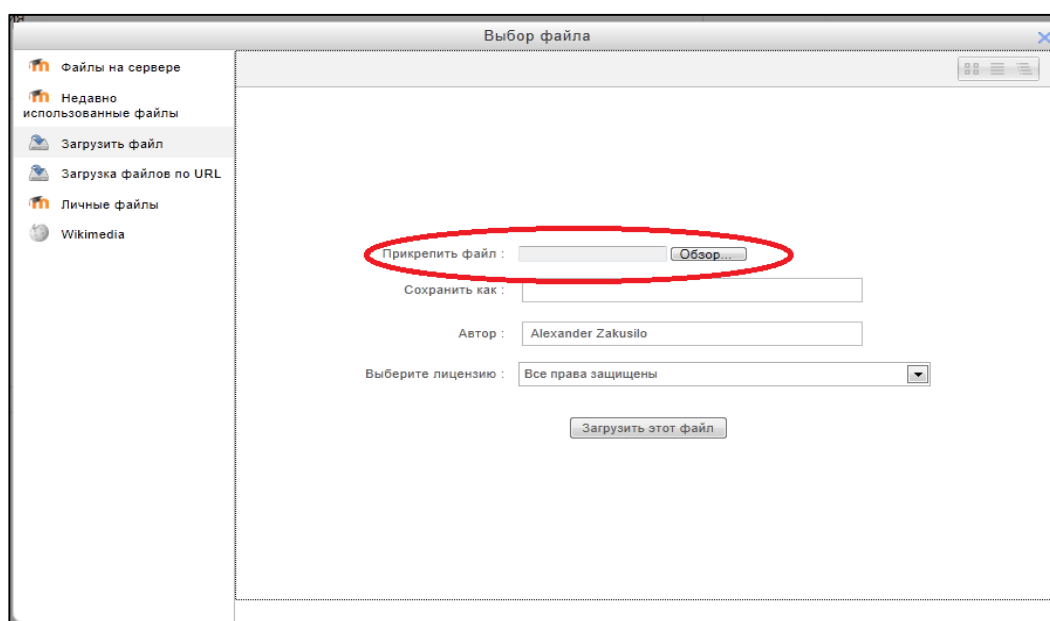 ия
Выбор файла
Файлы на сервере
Недавно
использованные файлы
Загрузить файл
Загрузка файлов по URL
Личные файлы
Wikimedia
Прикрепить файл :
Обзор...
Сохранить как :
Автор : Alexander Zakusilo
Выберите лицензию : Все права защищены
Загрузить этот файл